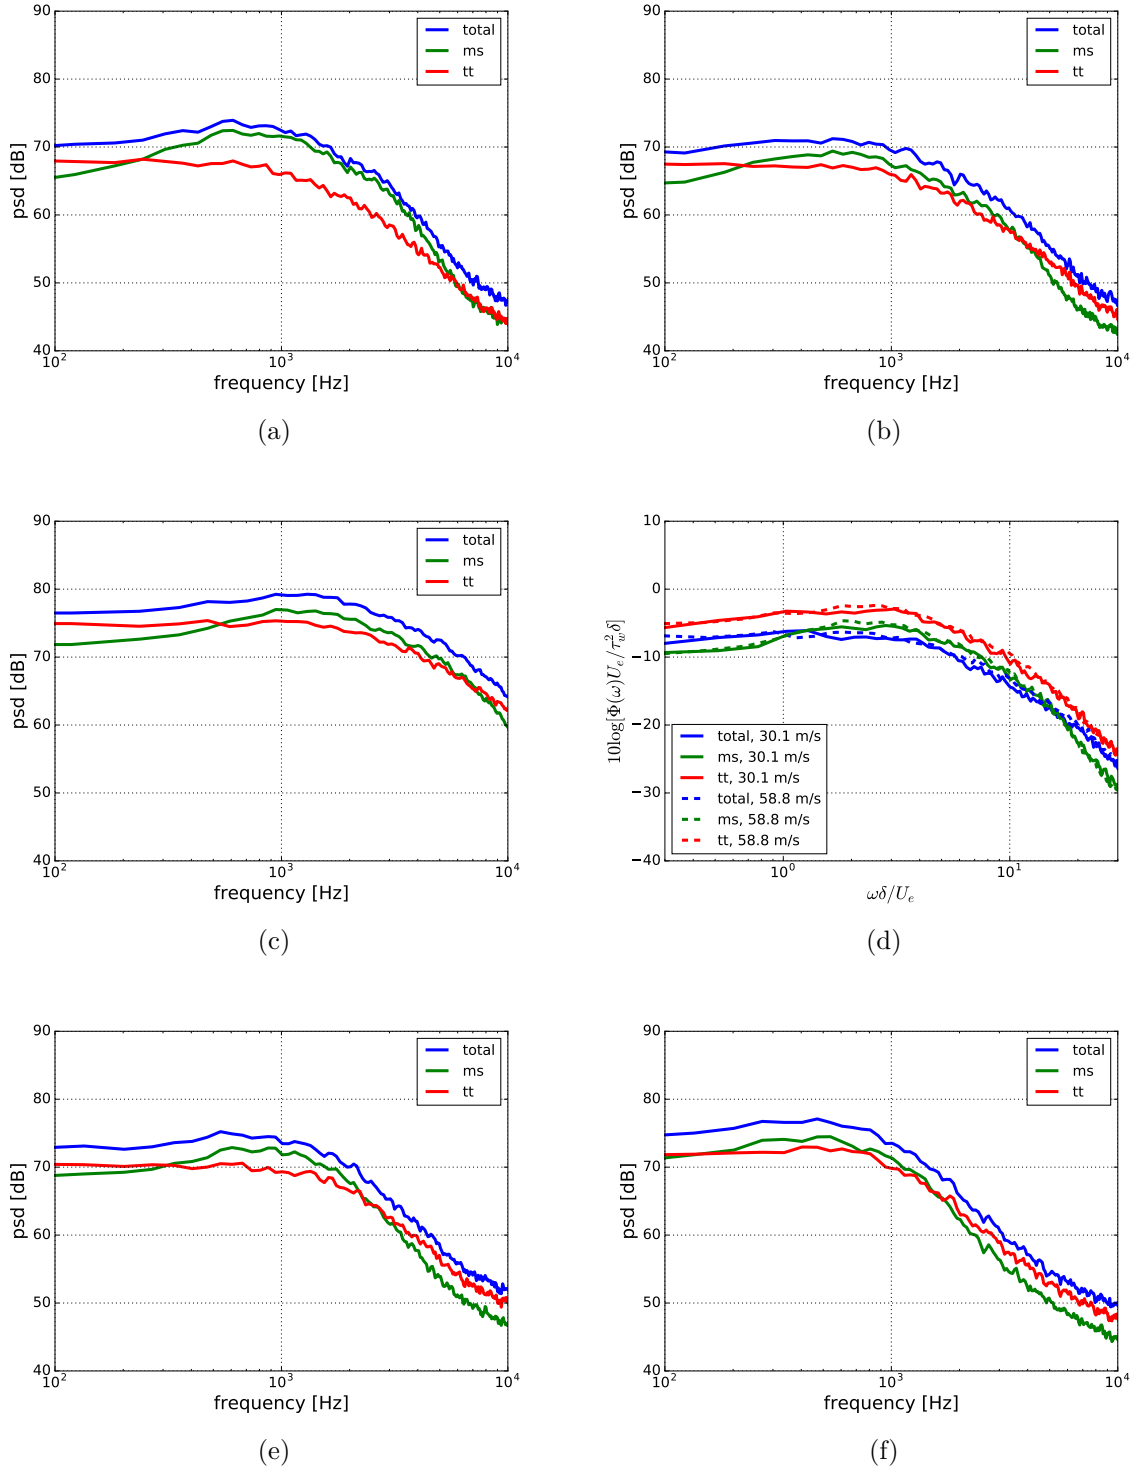 90
80
70
60
50
40
10² 10³ 10⁴
psd [dB]
frequency [Hz]
total
ms
tt
(a)
90
80
70
60
50
40
10² 10³ 10⁴
psd [dB]
frequency [Hz]
total
ms
tt
(b)
90
80
70
60
50
40
10² 10³ 10⁴
psd [dB]
frequency [Hz]
total
ms
tt
(c)
10
0
−10
−20
−30
−40
10⁰ 10¹
10log[Φ(ω)Uₑ/τ_w²δ]
ωδ/Uₑ
total, 30.1 m/s
ms, 30.1 m/s
tt, 30.1 m/s
total, 58.8 m/s
ms, 58.8 m/s
tt, 58.8 m/s
(d)
90
80
70
60
50
40
10² 10³ 10⁴
psd [dB]
frequency [Hz]
total
ms
tt
(e)
90
80
70
60
50
40
10² 10³ 10⁴
psd [dB]
frequency [Hz]
total
ms
tt
(f)